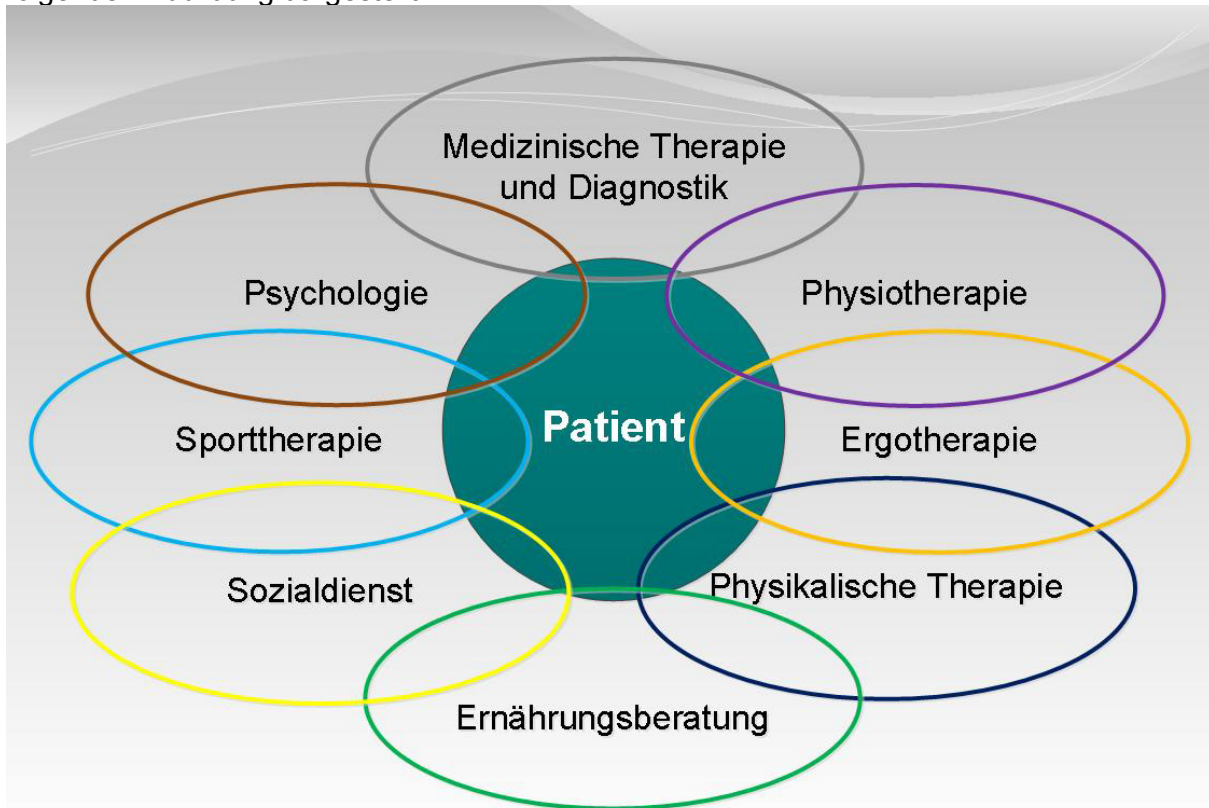 Medizinische Therapie
und Diagnostik
Psychologie
Physiotherapie
Sporttherapie
Patient
Ergotherapie
Sozialdienst
Physikalische Therapie
Ernährungsberatung